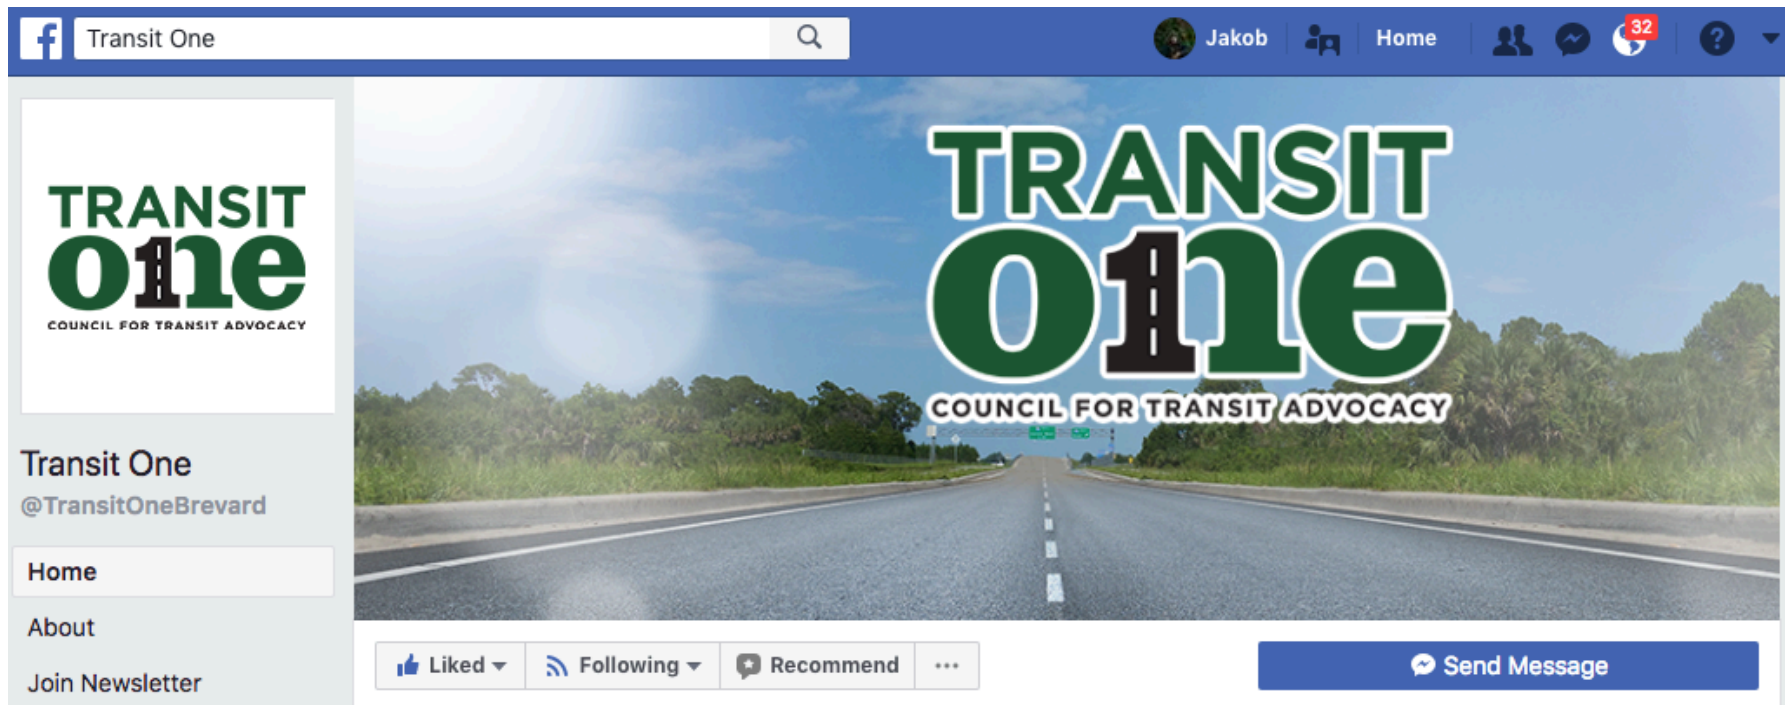 Transit One
Jakob
Home
32
TRANSIT
one
COUNCIL FOR TRANSIT ADVOCACY
TRANSIT
one
COUNCIL FOR TRANSIT ADVOCACY
Transit One
@TransitOneBrevard
Home
About
Join Newsletter
Liked
Following
Recommend
Send Message